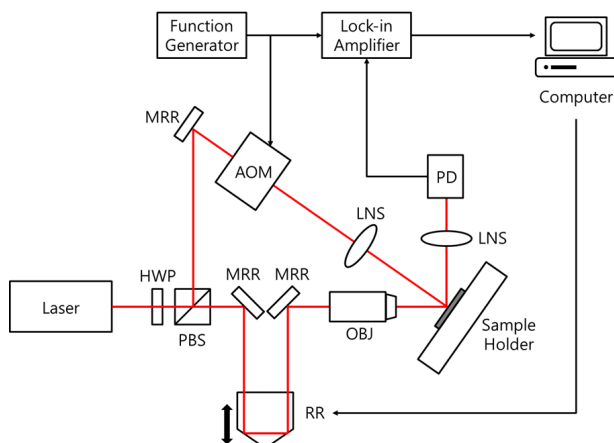 Function
Generator
Lock-in
Amplifier
Computer
MRR
AOM
PD
LNS
LNS
HWP
MRR
MRR
Laser
PBS
OBJ
Sample
Holder
RR